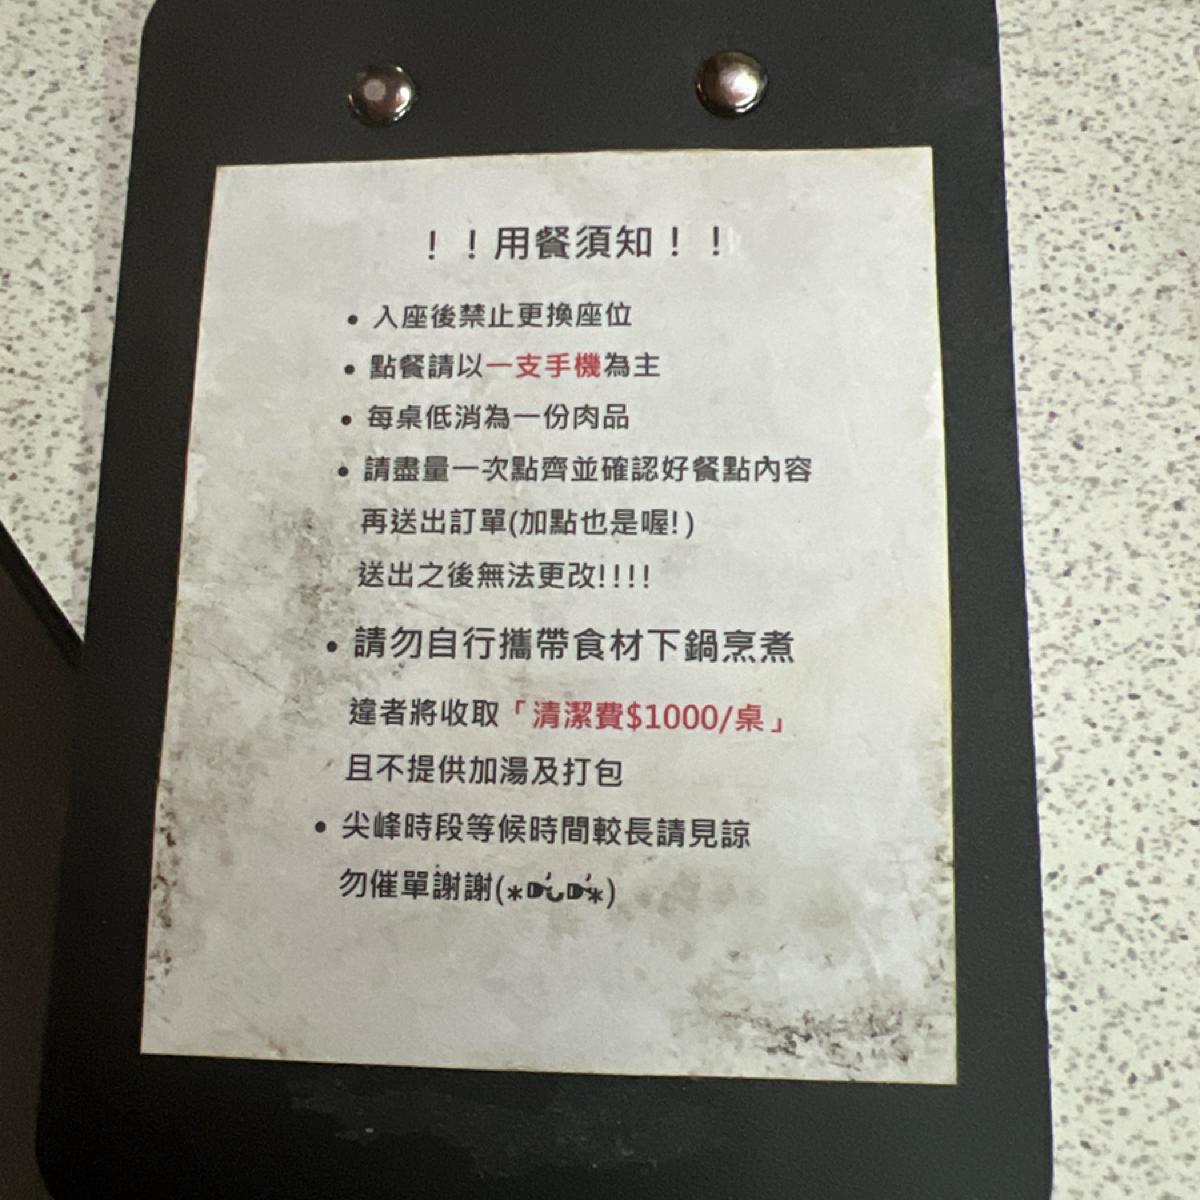 ！！用餐須知！！
• 入座後禁止更換座位
• 點餐請以一支手機為主
• 每桌低消為一份肉品
• 請盡量一次點齊並確認好餐點內容
再送出訂單(加點也是喔!)
送出之後無法更改!!!!
• 請勿自行攜帶食材下鍋烹煮
違者將收取「清潔費$1000/桌」
且不提供加湯及打包
• 尖峰時段等候時間較長請見諒
勿催單謝謝